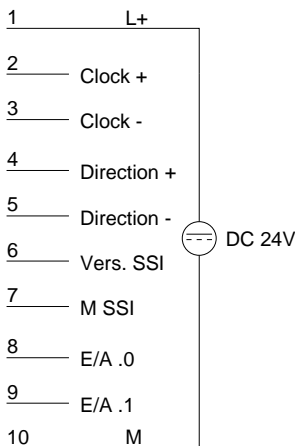 1 L+
2 Clock +
3 Clock -
4 Direction +
5 Direction -
DC 24V
6 Vers. SSI
7 M SSI
8 E/A .0
9 E/A .1
10 M